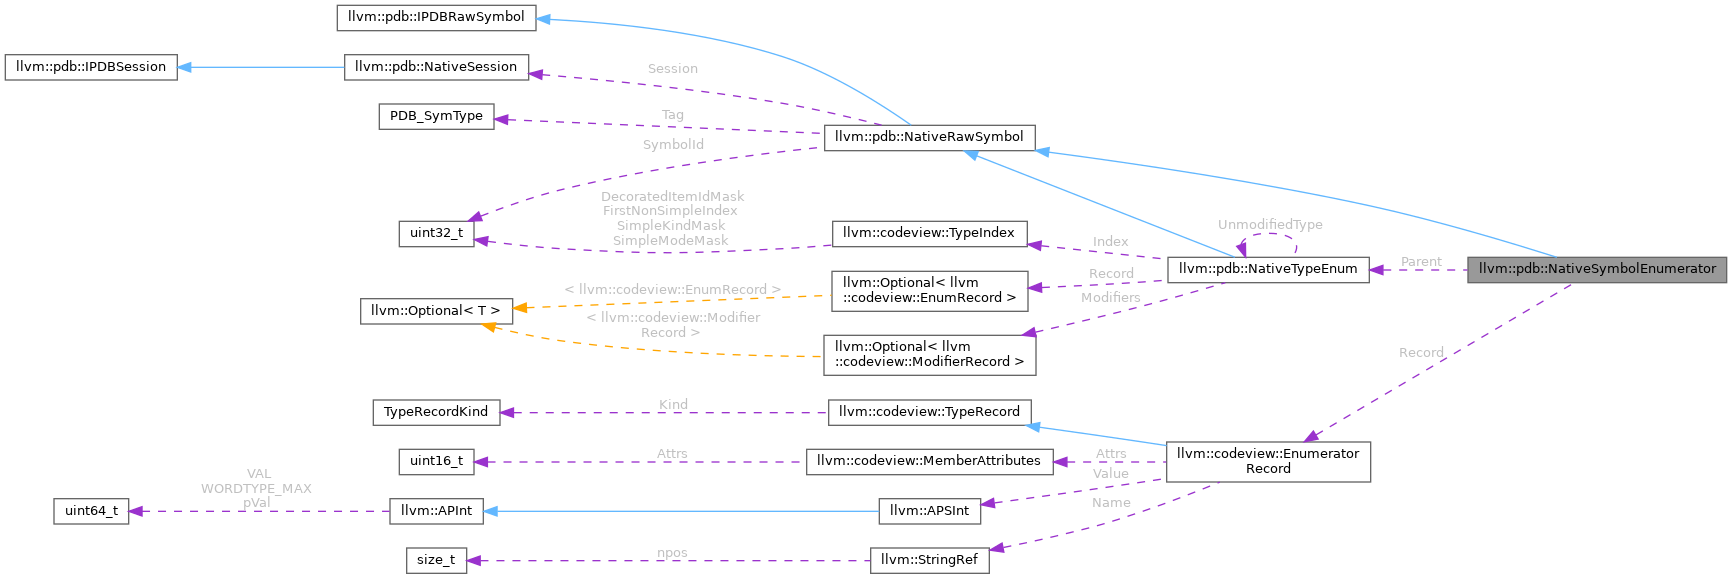 llvm::pdb::IPDBRawSymbol
llvm::pdb::IPDBSession
llvm::pdb::NativeSession
Session
PDB_SymType
Tag
llvm::pdb::NativeRawSymbol
SymbolId
DecoratedItemIdMask
FirstNonSimpleIndex
SimpleKindMask
SimpleModeMask
uint32_t
llvm::codeview::TypeIndex
Index
UnmodifiedType
llvm::pdb::NativeTypeEnum
Parent
llvm::pdb::NativeSymbolEnumerator
Record
llvm::Optional< llvm
::codeview::EnumRecord >
< llvm::codeview::EnumRecord >
Modifiers
llvm::Optional< T >
< llvm::codeview::Modifier
Record >
llvm::Optional< llvm
::codeview::ModifierRecord >
Record
TypeRecordKind
Kind
llvm::codeview::TypeRecord
uint16_t
Attrs
llvm::codeview::MemberAttributes
Attrs
llvm::codeview::Enumerator
Record
Value
Name
VAL
WORDTYPE_MAX
pVal
uint64_t
llvm::APInt
llvm::APSInt
size_t
npos
llvm::StringRef